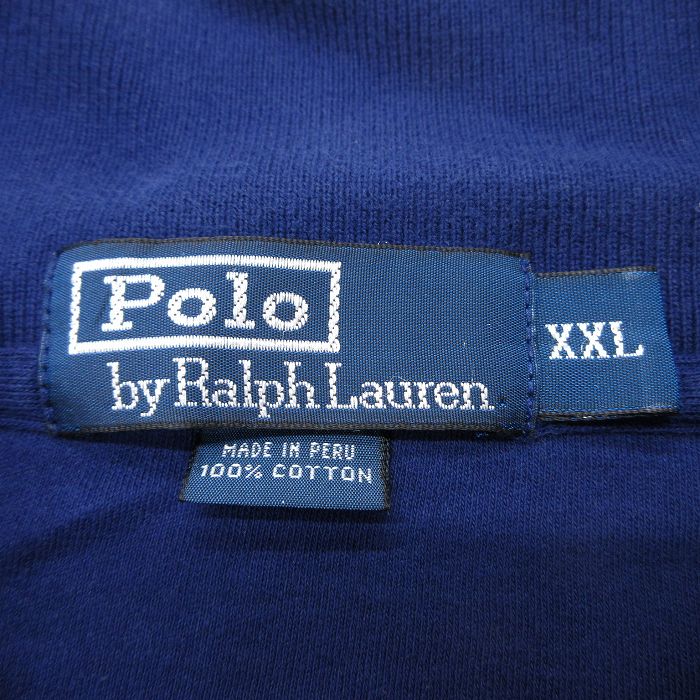 Polo
by Ralph Lauren
XXL
MADE IN PERU
100% COTTON